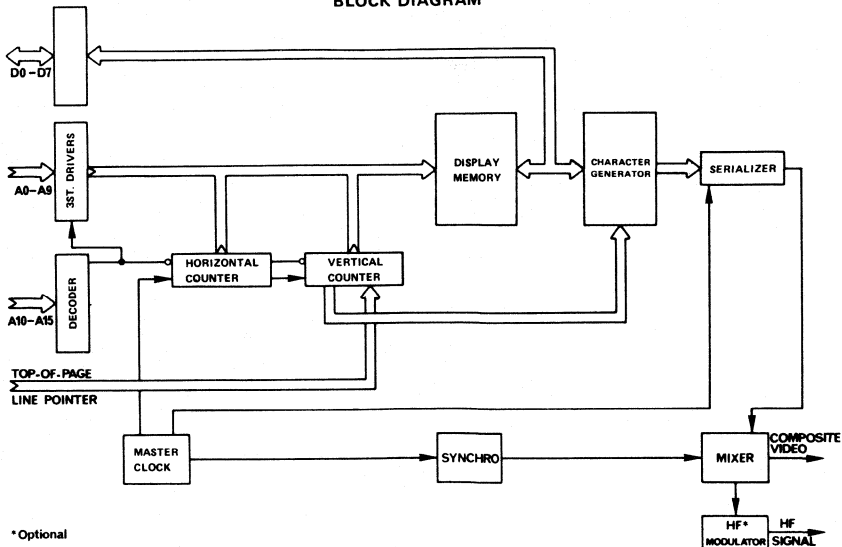 BLOCK DIAGRAM
D0-D7
3ST. DRIVERS
A0-A9
DISPLAY
MEMORY
CHARACTER
GENERATOR
SERIALIZER
DECODER
A10-A15
HORIZONTAL
COUNTER
VERTICAL
COUNTER
TOP-OF-PAGE
LINE POINTER
MASTER
CLOCK
SYNCHRO
MIXER
COMPOSITE
VIDEO
*Optional
HF*
MODULATOR
HF
SIGNAL